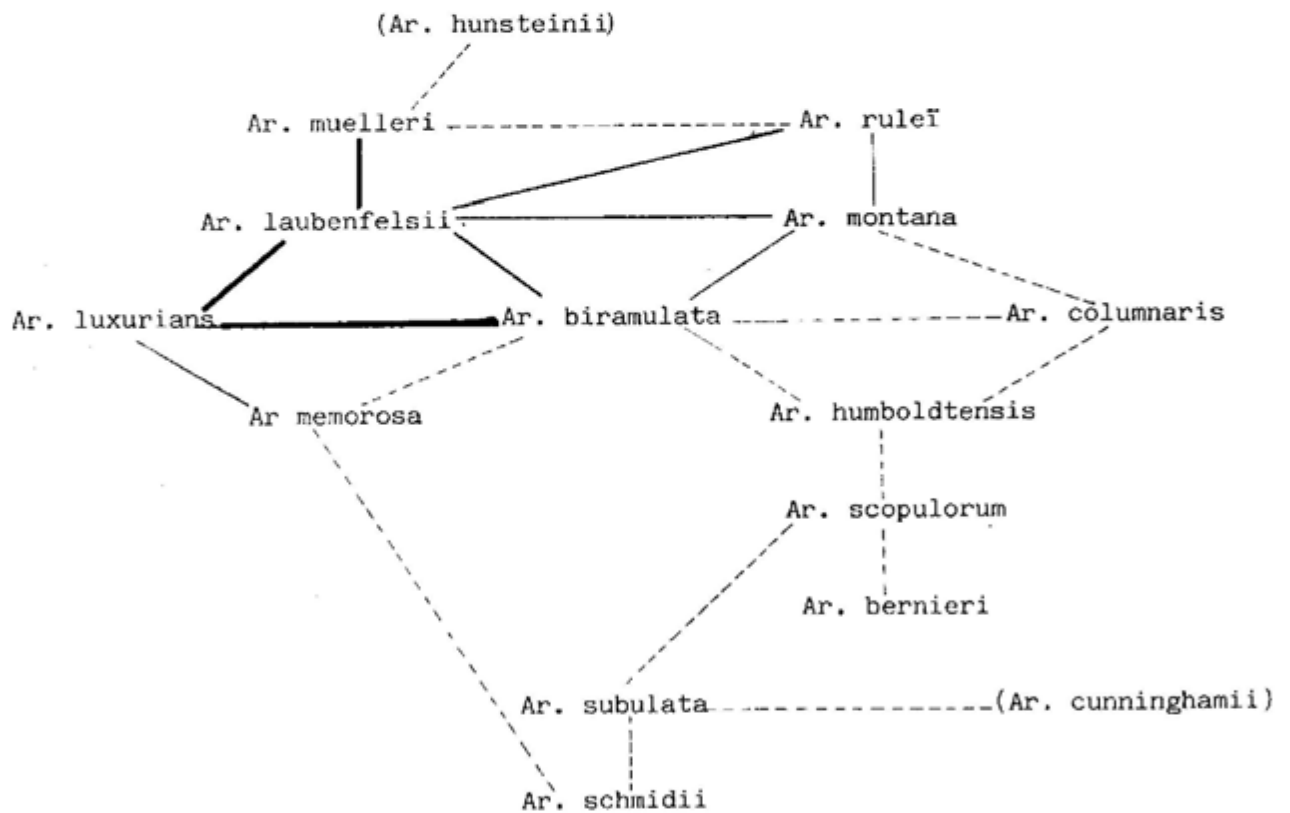 (Ar. hunsteinii)
Ar. muelleri
Ar. ruleï
Ar. laubenfelsii
Ar. montana
Ar. luxurians
Ar. biramulata
Ar. columnaris
Ar memorosa
Ar. humboldtensis
Ar. scopulorum
Ar. bernieri
Ar. subulata
(Ar. cunninghamii)
Ar. schmidii